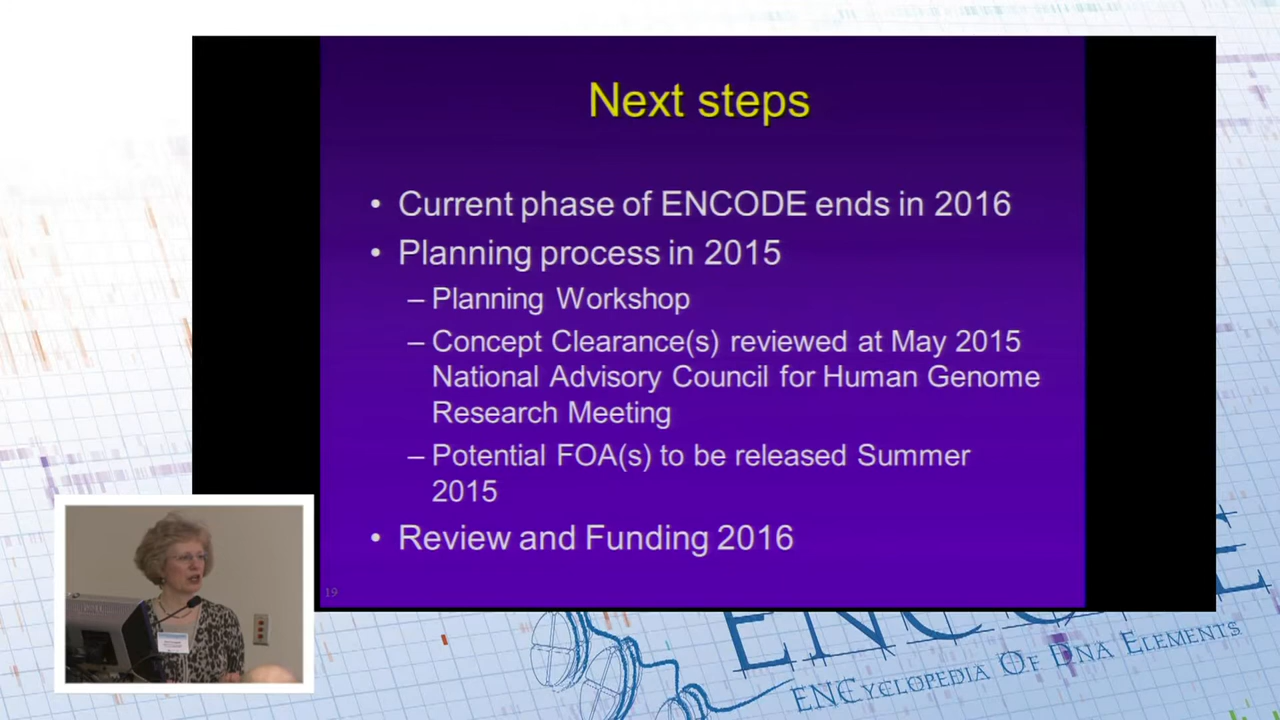 Next steps
• Current phase of ENCODE ends in 2016
• Planning process in 2015
– Planning Workshop
– Concept Clearance(s) reviewed at May 2015
National Advisory Council for Human Genome
Research Meeting
– Potential FOA(s) to be released Summer
2015
• Review and Funding 2016
19
ENCODE
ENCYCLOPEDIA OF DNA ELEMENTS